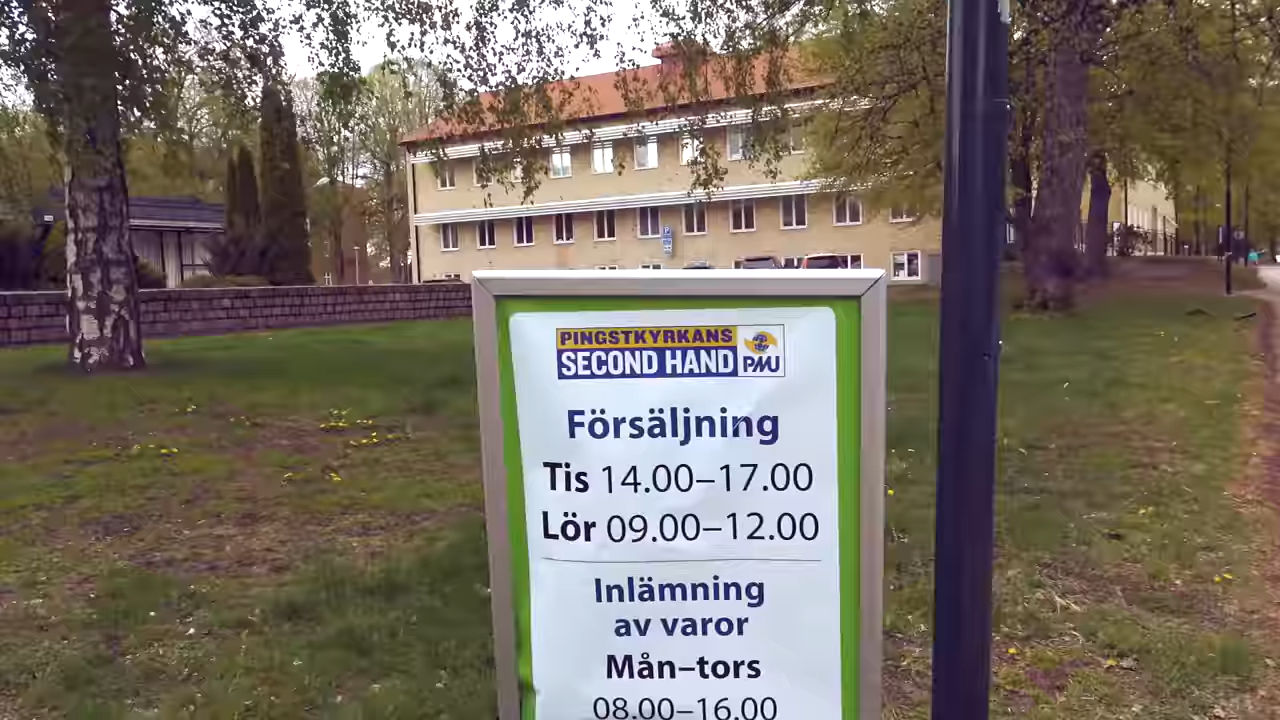 PINGSTKYRKANS
SECOND HAND PMU
Försäljning
Tis 14.00–17.00
Lör 09.00–12.00
Inlämning
av varor
Mån–tors
08.00–16.00
P